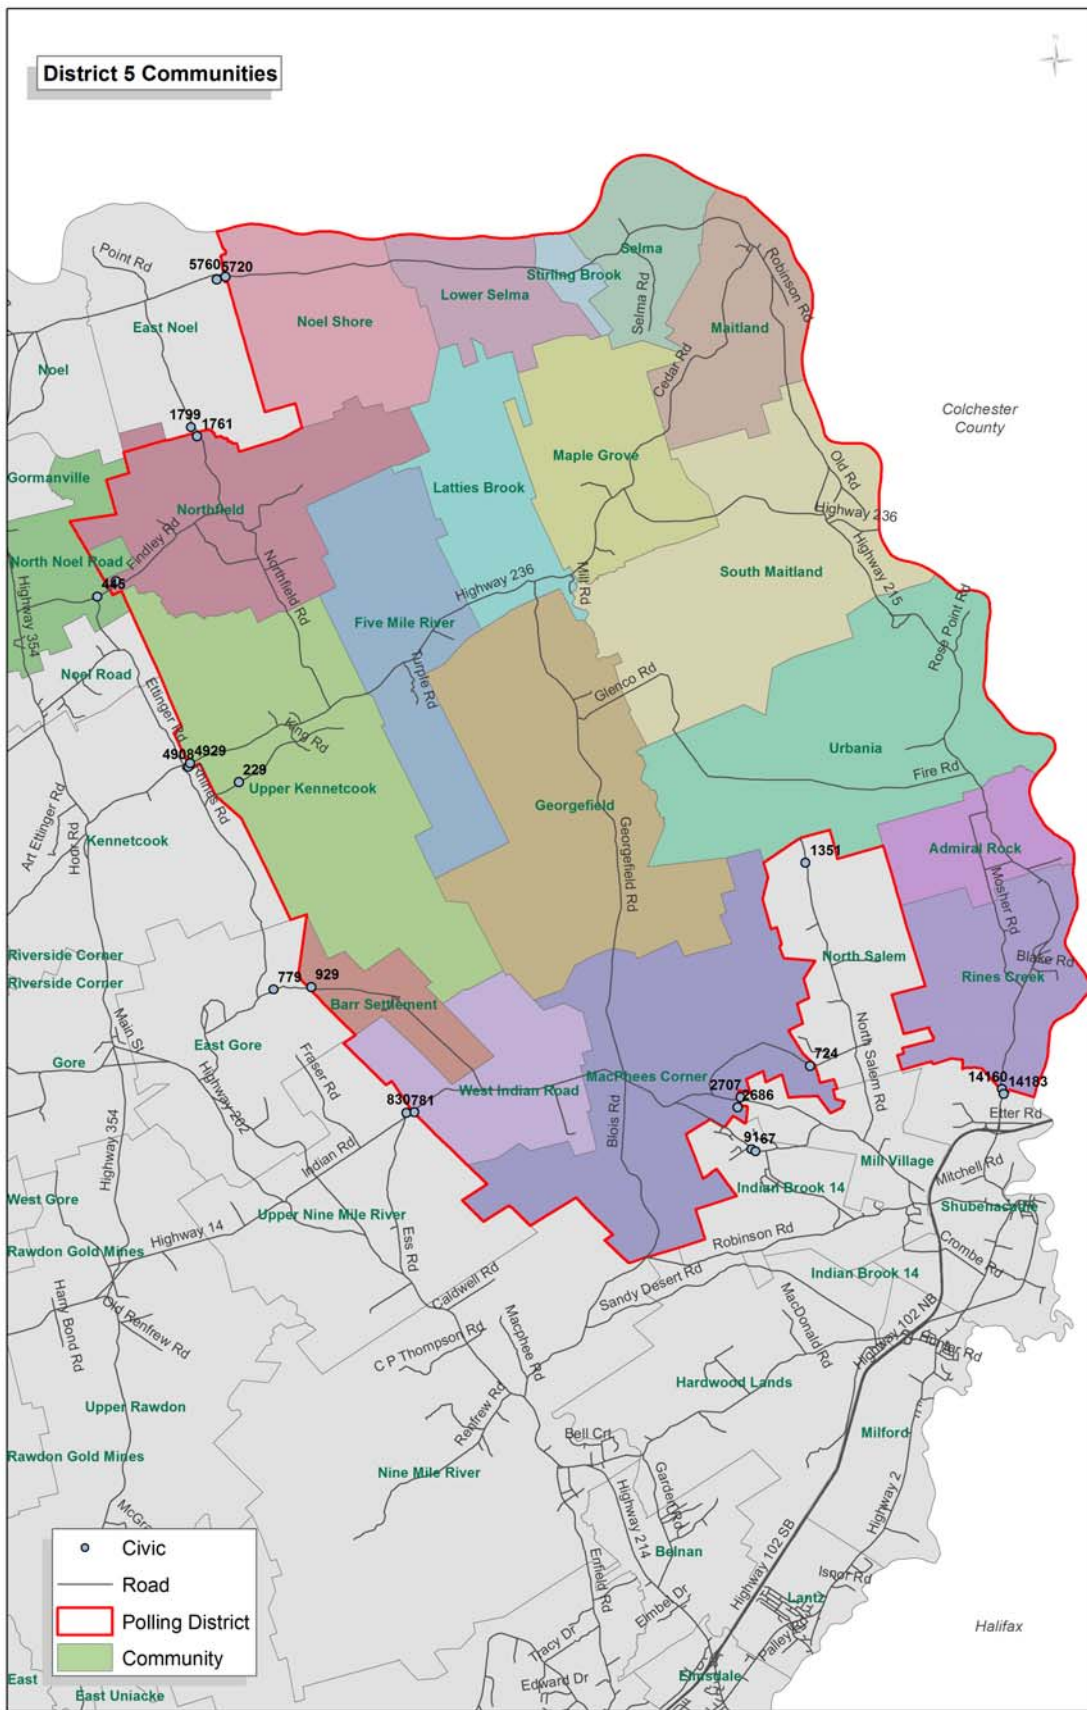 N
District 5 Communities
Point Rd
5760
5720
Selma
Stirling Brook
Lower Selma
Robinson Rd
Selma Rd
Noel Shore
Maitland
East Noel
Noel
Cedar Rd
Colchester
County
1799
1761
Maple Grove
Gormanville
Latties Brook
Old Rd
Northfield
Highway 236
Findley Rd
North Noel Road
Highway 215
South Maitland
446
Northfield Rd
Highway 236
Mill Rd
Highway 354
Five Mile River
Rose Point Rd
Noel Road
Turple Rd
Glenco Rd
Ettinger Rd
King Rd
4908
4929
Urbania
229
Upper Kennetcook
Fire Rd
Rhines Rd
Art Ettinger Rd
Georgefield
Kennetcook
Georgefield Rd
1351
Admiral Rock
Mosher Rd
Riverside Corner
North Salem
Blake Rd
Riverside Corner
779
929
Rines Creek
Barr Settlement
Main St
East Gore
North Salem Rd
Gore
Fraser Rd
724
MacPhees Corner
14160
14183
West Indian Road
2707
2686
830
781
Etter Rd
Highway 202
Blois Rd
Highway 354
9167
Indian Rd
Mill Village
Mitchell Rd
West Gore
Indian Brook 14
Shubenacadie
Upper Nine Mile River
Highway 14
Ess Rd
Robinson Rd
Rawdon Gold Mines
Crombe Rd
Caldwell Rd
Sandy Desert Rd
Indian Brook 14
Harry Bond Rd
Old Renfrew Rd
Macphee Rd
MacDonald Rd
Highway 102 NB
C P Thompson Rd
Hunter Rd
Hardwood Lands
Upper Rawdon
Renfrew Rd
Bell Crt
Milford
Rawdon Gold Mines
Nine Mile River
Garden Rd
Highway 214
Highway 2
Belnan
Highway 102 SB
Enfield Rd
Isnor Rd
Elmbel Dr
Lantz
Halifax
Tracy Dr
Palley Rd
Elmsdale
Edward Dr
East
East Uniacke
Civic
Road
Polling District
Community